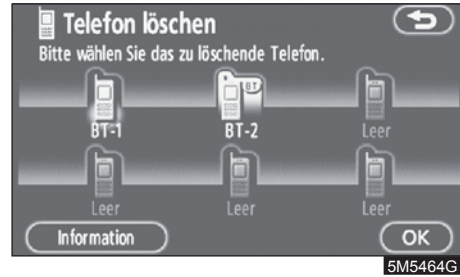 Telefon löschen
Bitte wählen Sie das zu löschende Telefon.
BT
BT-1 BT-2 Leer
Leer Leer Leer
Information OK
5M5464G